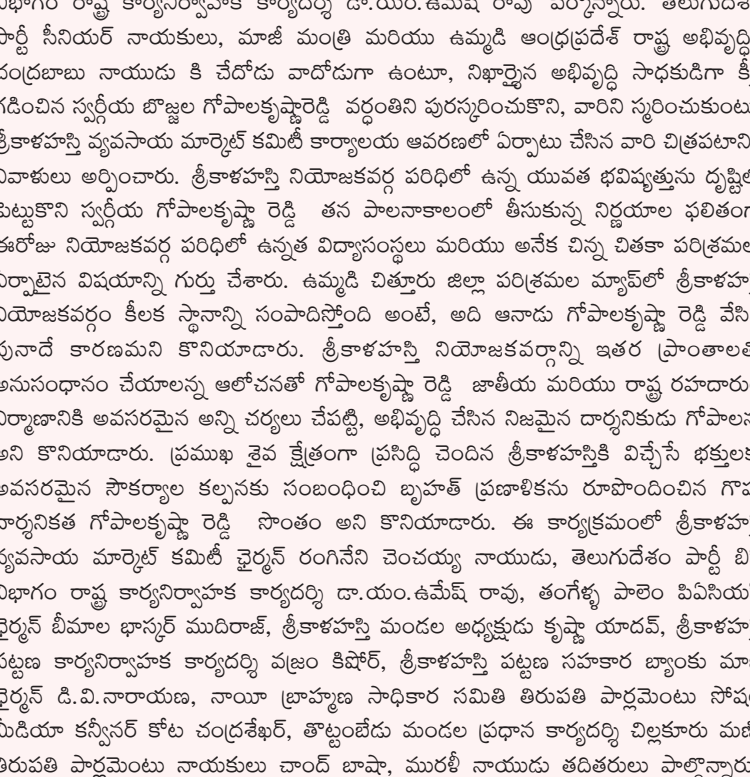 విభాగం రాష్ట్ర కార్యనిర్వాహక కార్యదర్శి డా.యం.ఉమేష్ రావు పేర్కొన్నారు. తెలుగుదేశం
పార్టీ సీనియర్ నాయకులు, మాజీ మంత్రి మరియు ఉమ్మడి ఆంధ్రప్రదేశ్ రాష్ట్ర అభివృద్ధి
చంద్రబాబు నాయుడు కి చేదోడు వాదోడుగా ఉంటూ, నిఖార్సైన అభివృద్ధి సాధకుడిగా కీ
గడించిన స్వర్గీయ బొజ్జల గోపాలకృష్ణారెడ్డి వర్ధంతిని పురస్కరించుకొని, వారిని స్మరించుకుంటు
శ్రీకాళహస్తి వ్యవసాయ మార్కెట్ కమిటీ కార్యాలయ ఆవరణలో ఏర్పాటు చేసిన వారి చిత్రపటాని
నివాళులు అర్పించారు. శ్రీకాళహస్తి నియోజకవర్గ పరిధిలో ఉన్న యువత భవిష్యత్తును దృష్టిలో
పెట్టుకొని స్వర్గీయ గోపాలకృష్ణా రెడ్డి తన పాలనాకాలంలో తీసుకున్న నిర్ణయాల ఫలితంగా
ఈరోజు నియోజకవర్గ పరిధిలో ఉన్నత విద్యాసంస్థలు మరియు అనేక చిన్న చితకా పరిశ్రమల
ఏర్పాటైన విషయాన్ని గుర్తు చేశారు. ఉమ్మడి చిత్తూరు జిల్లా పరిశ్రమల మ్యాప్‌లో శ్రీకాళహ
నియోజకవర్గం కీలక స్థానాన్ని సంపాదిస్తోంది అంటే, అది ఆనాడు గోపాలకృష్ణా రెడ్డి వేసి
పునాదే కారణమని కొనియాడారు. శ్రీకాళహస్తి నియోజకవర్గాన్ని ఇతర ప్రాంతాలతో
అనుసంధానం చేయాలన్న ఆలోచనతో గోపాలకృష్ణా రెడ్డి జాతీయ మరియు రాష్ట్ర రహదారు
నిర్మాణానికి అవసరమైన అన్ని చర్యలు చేపట్టి, అభివృద్ధి చేసిన నిజమైన దార్శనికుడు గోపాలన
అని కొనియాడారు. ప్రముఖ శైవ క్షేత్రంగా ప్రసిద్ధి చెందిన శ్రీకాళహస్తికి విచ్చేసే భక్తులక
అవసరమైన సౌకర్యాల కల్పనకు సంబంధించి బృహత్ ప్రణాళికను రూపొందించిన గొప
దార్శనికత గోపాలకృష్ణా రెడ్డి సొంతం అని కొనియాడారు. ఈ కార్యక్రమంలో శ్రీకాళహ
వ్యవసాయ మార్కెట్ కమిటీ ఛైర్మన్ రంగినేని చెంచయ్య నాయుడు, తెలుగుదేశం పార్టీ బి
విభాగం రాష్ట్ర కార్యనిర్వాహక కార్యదర్శి డా.యం.ఉమేష్ రావు, తంగేళ్ళ పాలెం పిఏసియ
ఛైర్మన్ బీమాల భాస్కర్ ముదిరాజ్, శ్రీకాళహస్తి మండల అధ్యక్షుడు కృష్ణా యాదవ్, శ్రీకాళహ
పట్టణ కార్యనిర్వాహక కార్యదర్శి వజ్రం కిషోర్, శ్రీకాళహస్తి పట్టణ సహకార బ్యాంకు మా
ఛైర్మన్ డి.వి.నారాయణ, నాయీ బ్రాహ్మణ సాధికార సమితి తిరుపతి పార్లమెంటు సోష
మీడియా కన్వీనర్ కోట చంద్రశేఖర్, తొట్టంబేడు మండల ప్రధాన కార్యదర్శి చిల్లకూరు మణ
తిరుపతి పార్లమెంటు నాయకులు చాంద్ బాషా, మురళీ నాయుడు తదితరులు పాల్గొన్నారు